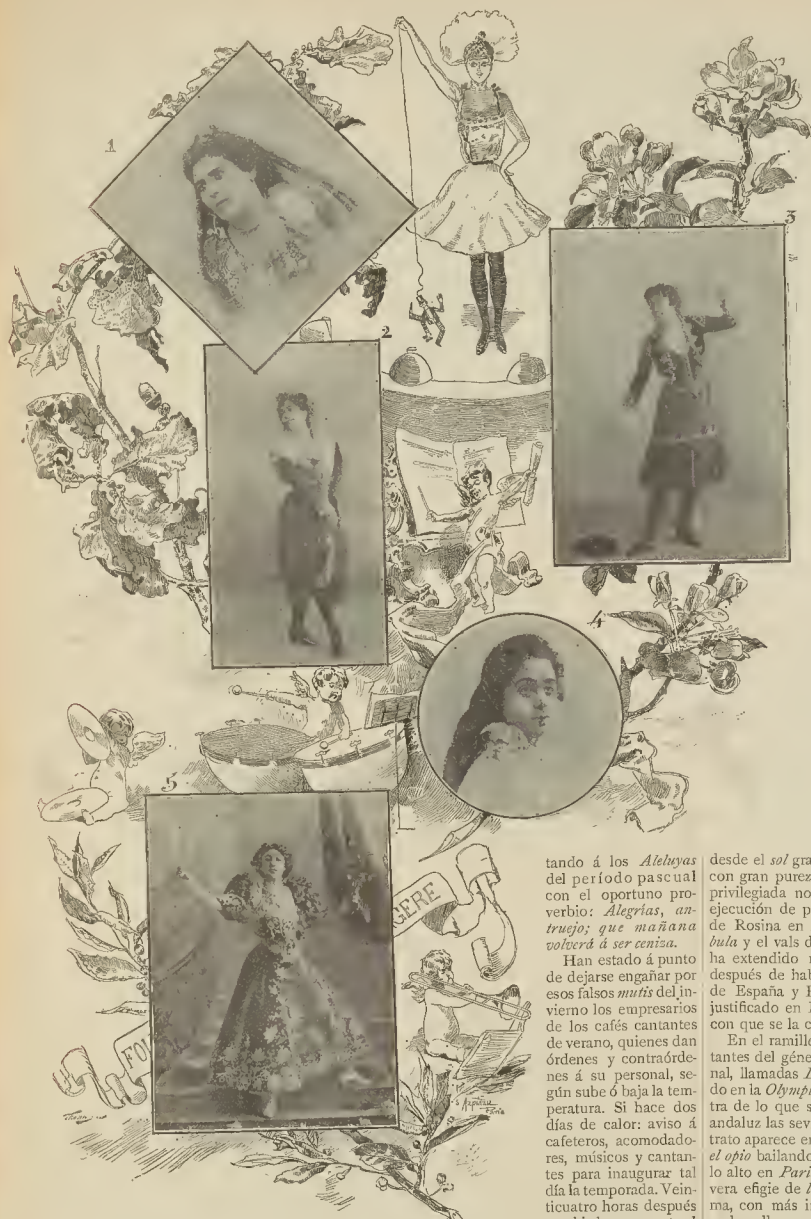 1
3
2
4
5
GERE
FOL
S Azpiazu
Paris
tando á los Aleluyas
del período pascual
con el oportuno pro-
verbio: Alegrías, an-
truejo; que mañana
volverá á ser ceniza.
Han estado á punto
de dejarse engañar por
esos falsos mutis del in-
vierno los empresarios
de los cafés cantantes
de verano, quienes dan
órdenes y contraórde-
nes á su personal, se-
gún sube ó baja la tem-
peratura. Si hace dos
días de calor: aviso á
cafeteros, acomodado-
res, músicos y cantan-
tes para inaugurar tal
día la temporada. Vein-
ticuatro horas después
desde el sol gra
con gran purez
privilegiada no
ejecución de p
de Rosina en
bula y el vals d
ha extendido
después de hab
de España y
justificado en
con que se la c
En el ramill
tantes del géne
nal, llamadas
do en la Olymp
tra de lo que s
andaluz las sev
trato aparece en
el opio bailando
lo alto en Paris
vera efigie de
ma, con más i